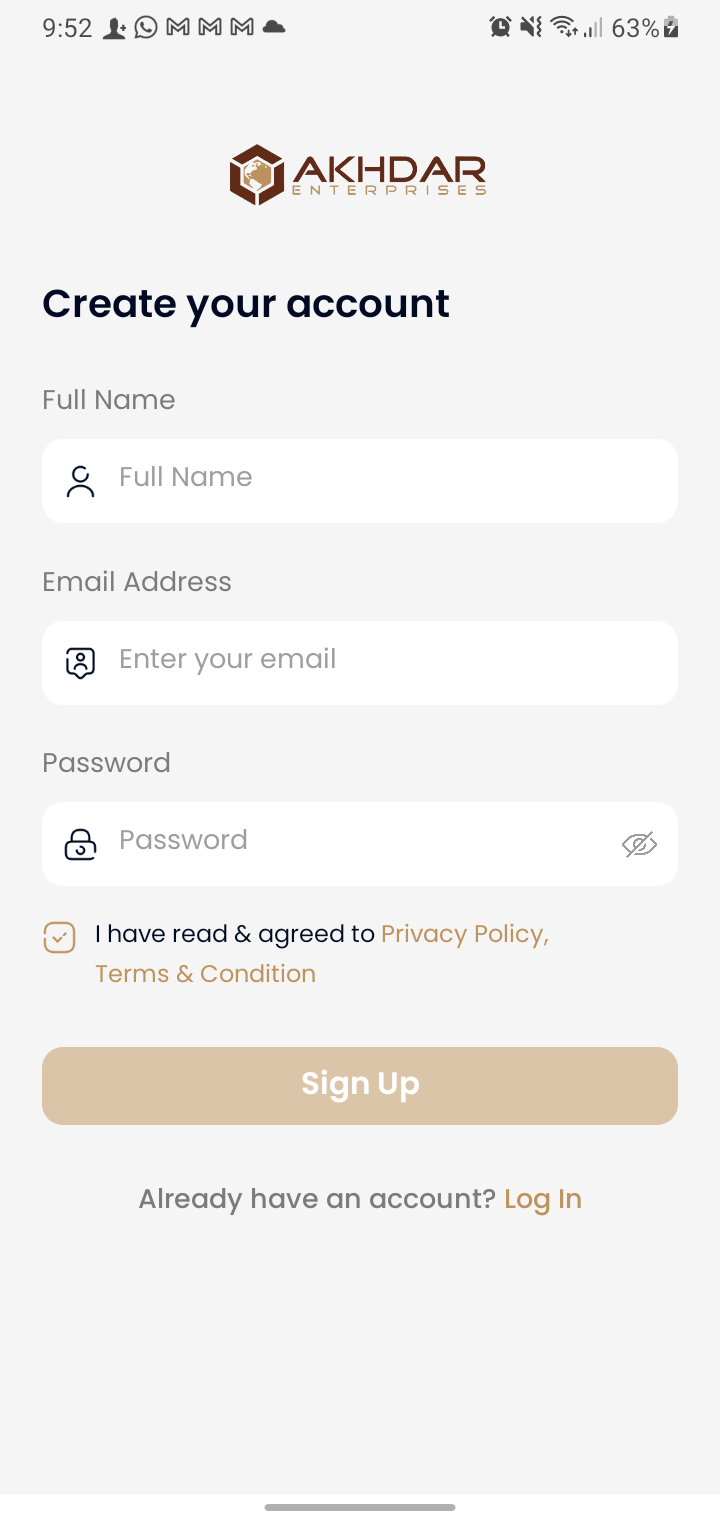 9:52
63%
AKHDAR
ENTERPRISES
Create your account
Full Name
Full Name
Email Address
Enter your email
Password
Password
I have read & agreed to Privacy Policy,
Terms & Condition
Sign Up
Already have an account? Log In